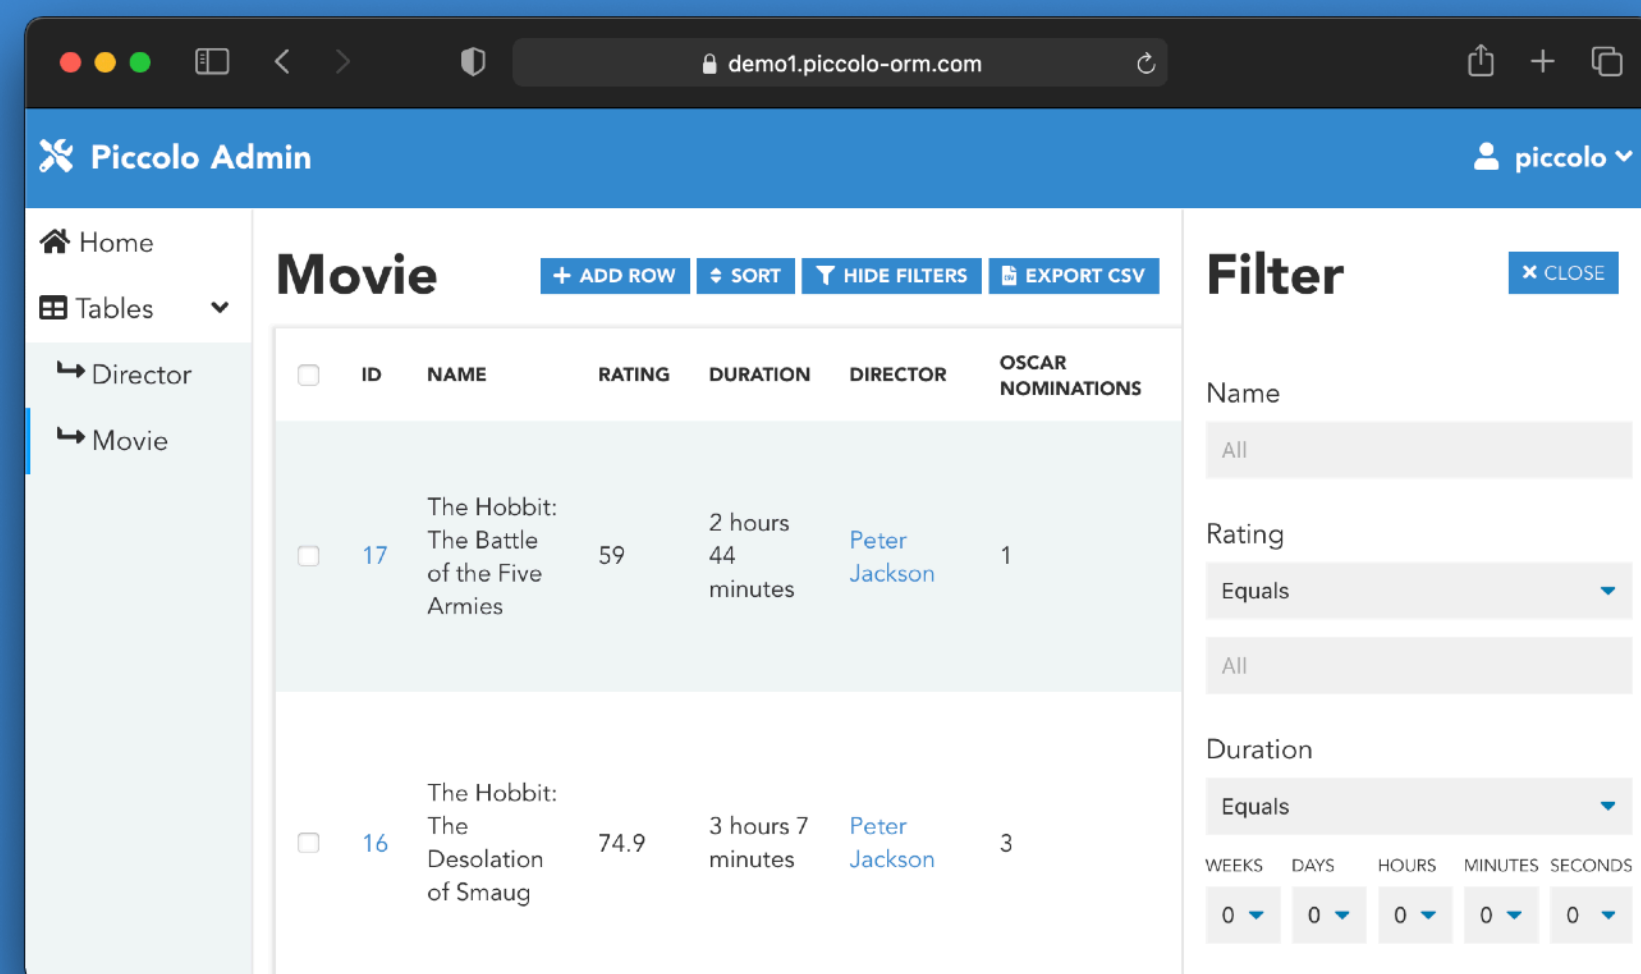 demo1.piccolo-orm.com
Piccolo Admin
piccolo
Home
Tables
Director
Movie
Movie
ADD ROW
SORT
HIDE FILTERS
EXPORT CSV
ID
NAME
RATING
DURATION
DIRECTOR
OSCAR
NOMINATIONS
17
The Hobbit:
The Battle
of the Five
Armies
59
2 hours
44
minutes
Peter
Jackson
1
16
The Hobbit:
The
Desolation
of Smaug
74.9
3 hours 7
minutes
Peter
Jackson
3
Filter
CLOSE
Name
All
Rating
Equals
All
Duration
Equals
WEEKS DAYS HOURS MINUTES SECONDS
0 0 0 0 0